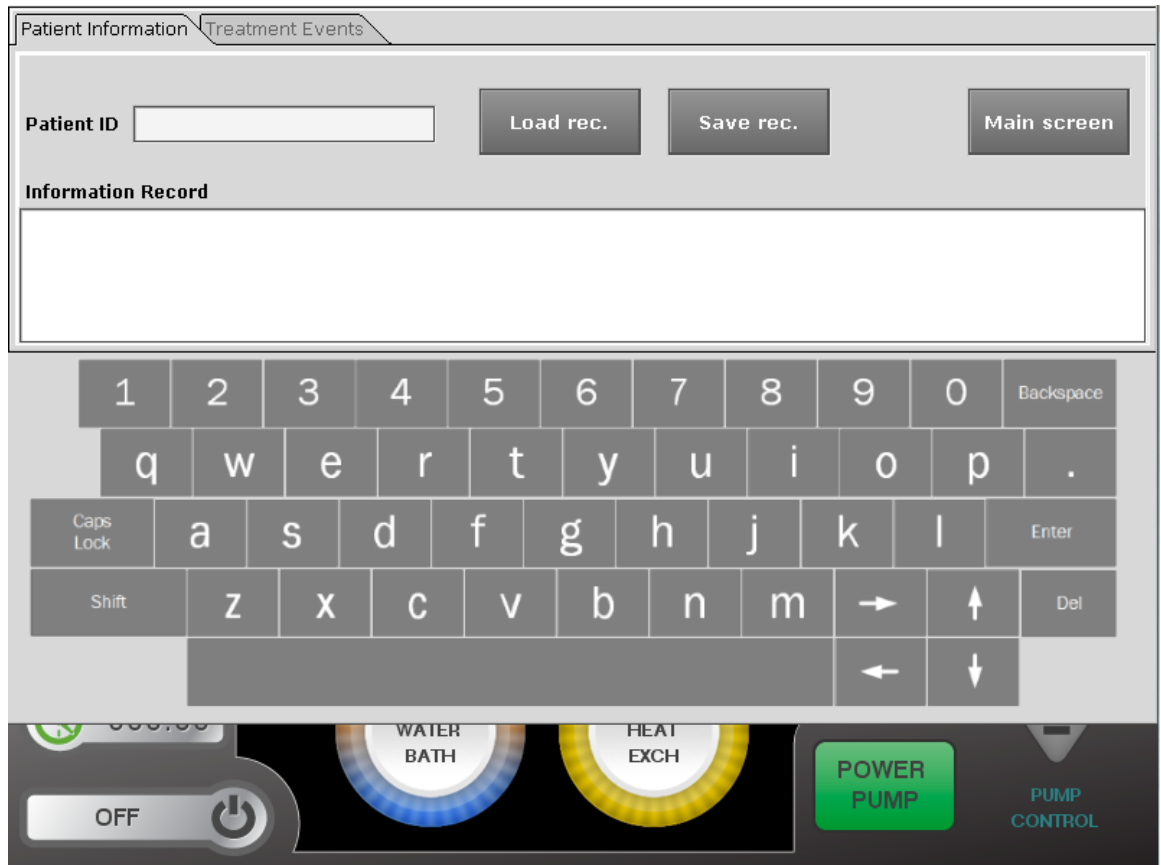 Patient Information Treatment Events
Patient ID Load rec. Save rec. Main screen
Information Record
1 2 3 4 5 6 7 8 9 0 Backspace
q w e r t y u i o p .
Caps
Lock a s d f g h j k l Enter
Shift z x c v b n m → ↑ Del
← ↓
WATER
BATH
HEAT
EXCH
POWER
PUMP
OFF
PUMP
CONTROL